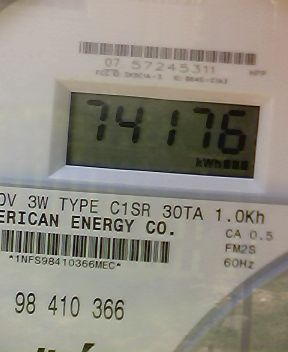 07 57245311
74176
kWh
0V 3W TYPE C1SR 30TA 1.0Kh
ERICAN ENERGY CO.
CA 0.5
FM2S
*1NFS98410366MEC*
60Hz
98 410 366